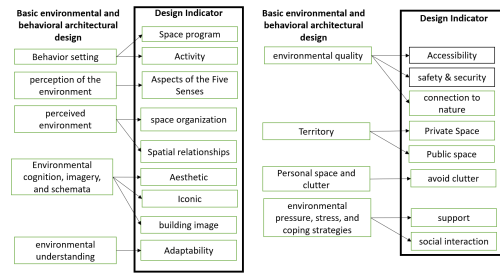 Basic environmental and
behavioral architectural
design
Design Indicator
Behavior setting
Space program
Activity
perception of the
environment
Aspects of the Five
Senses
perceived
environment
space organization
Spatial relationships
Environmental
cognition, imagery,
and schemata
Aesthetic
Iconic
building image
environmental
understanding
Adaptability
Basic environmental and
behavioral architectural
design
Design Indicator
environmental quality
Accessibility
safety & security
connection to
nature
Territory
Private Space
Public space
Personal space and
clutter
avoid clutter
environmental
pressure, stress, and
coping strategies
support
social interaction